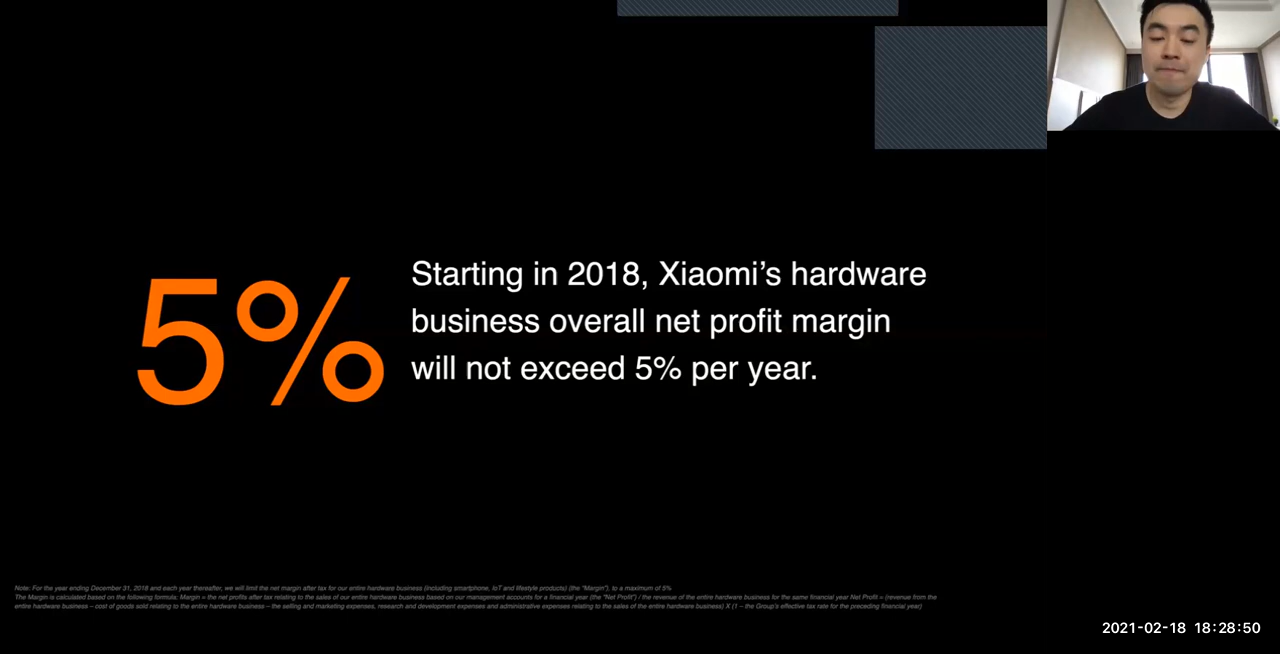 5%
Starting in 2018, Xiaomi’s hardware
business overall net profit margin
will not exceed 5% per year.
Note: For the year ending December 31, 2018 and each year thereafter, we will limit the net margin after tax for our entire hardware business (including smartphone, IoT and lifestyle products) (the "Margin"), to a maximum of 5%
The Margin is calculated based on the following formula: Margin = the net profits after tax relating to the sales of our entire hardware business based on our management accounts for a financial year (the "Net Profit") / the revenue of the entire hardware business for the same financial year Net Profit = (revenue from the
entire hardware business – cost of goods sold relating to the entire hardware business – the selling and marketing expenses, research and development expenses and administrative expenses relating to the sales of the entire hardware business) X (1 – the Group's effective tax rate for the preceding financial year)
2021-02-18 18:28:50